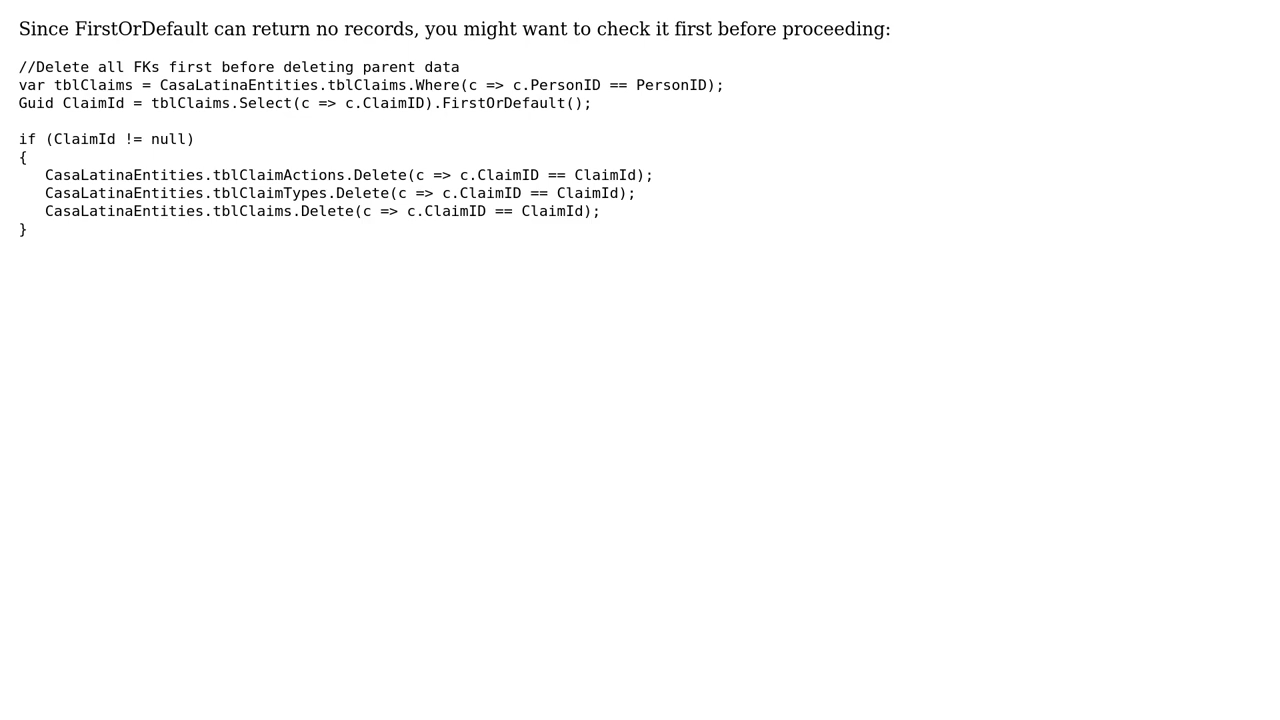 Since FirstOrDefault can return no records, you might want to check it first before proceeding:
//Delete all FKs first before deleting parent data
var tblClaims = CasaLatinaEntities.tblClaims.Where(c => c.PersonID == PersonID);
Guid ClaimId = tblClaims.Select(c => c.ClaimID).FirstOrDefault();

if (ClaimId != null)
{
   CasaLatinaEntities.tblClaimActions.Delete(c => c.ClaimID == ClaimId);
   CasaLatinaEntities.tblClaimTypes.Delete(c => c.ClaimID == ClaimId);
   CasaLatinaEntities.tblClaims.Delete(c => c.ClaimID == ClaimId);
}